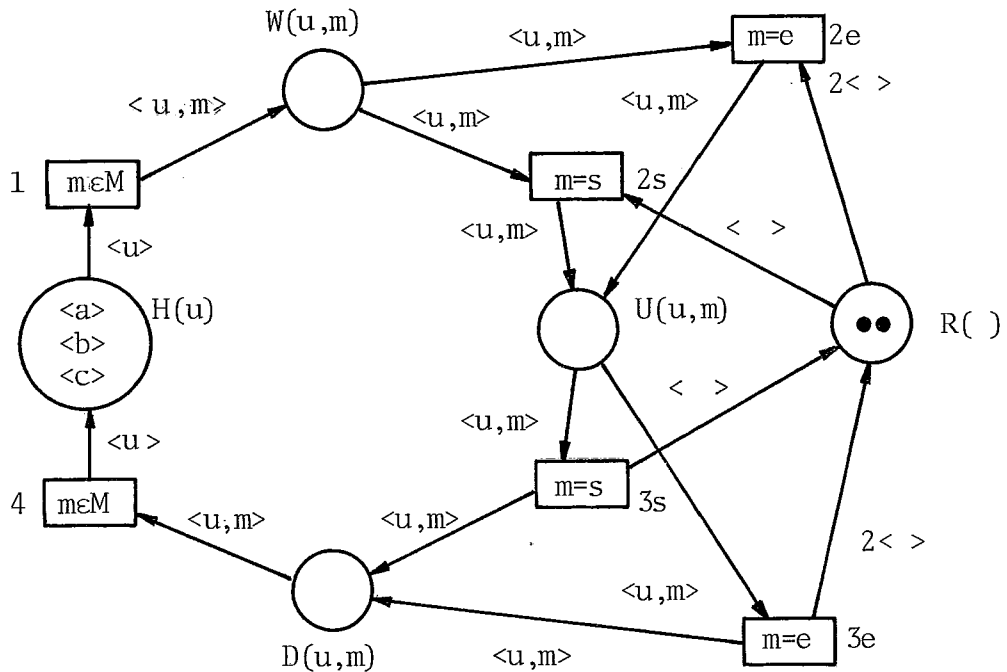 W(u,m)
<u,m>
m=e
2e
2< >
<u,m>
<u,m>
<u,m>
m=s
2s
1
mεM
<u,m>
< >
<u>
<a>
<b>
<c>
H(u)
U(u,m)
R( )
< >
<u>
<u,m>
4
mεM
<u,m>
<u,m>
m=s
3s
2< >
<u,m>
m=e
3e
D(u,m)
<u,m>